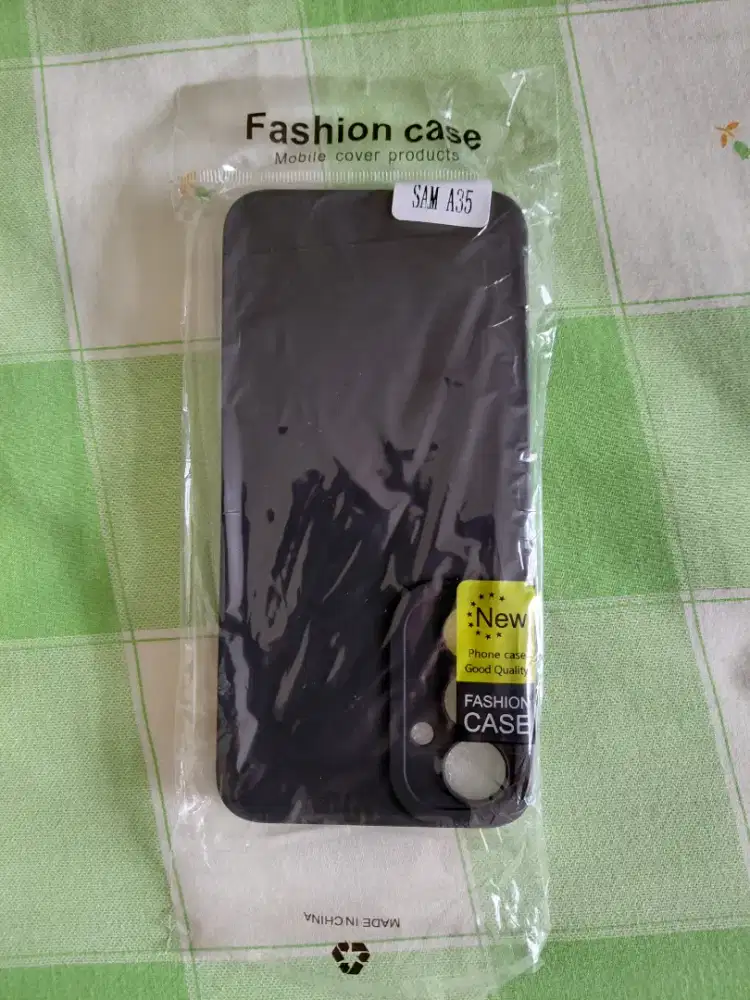 Fashion case
Mobile cover products
SAM A35
New
Phone case
Good Quality
FASHION
CASE
MADE IN CHINA